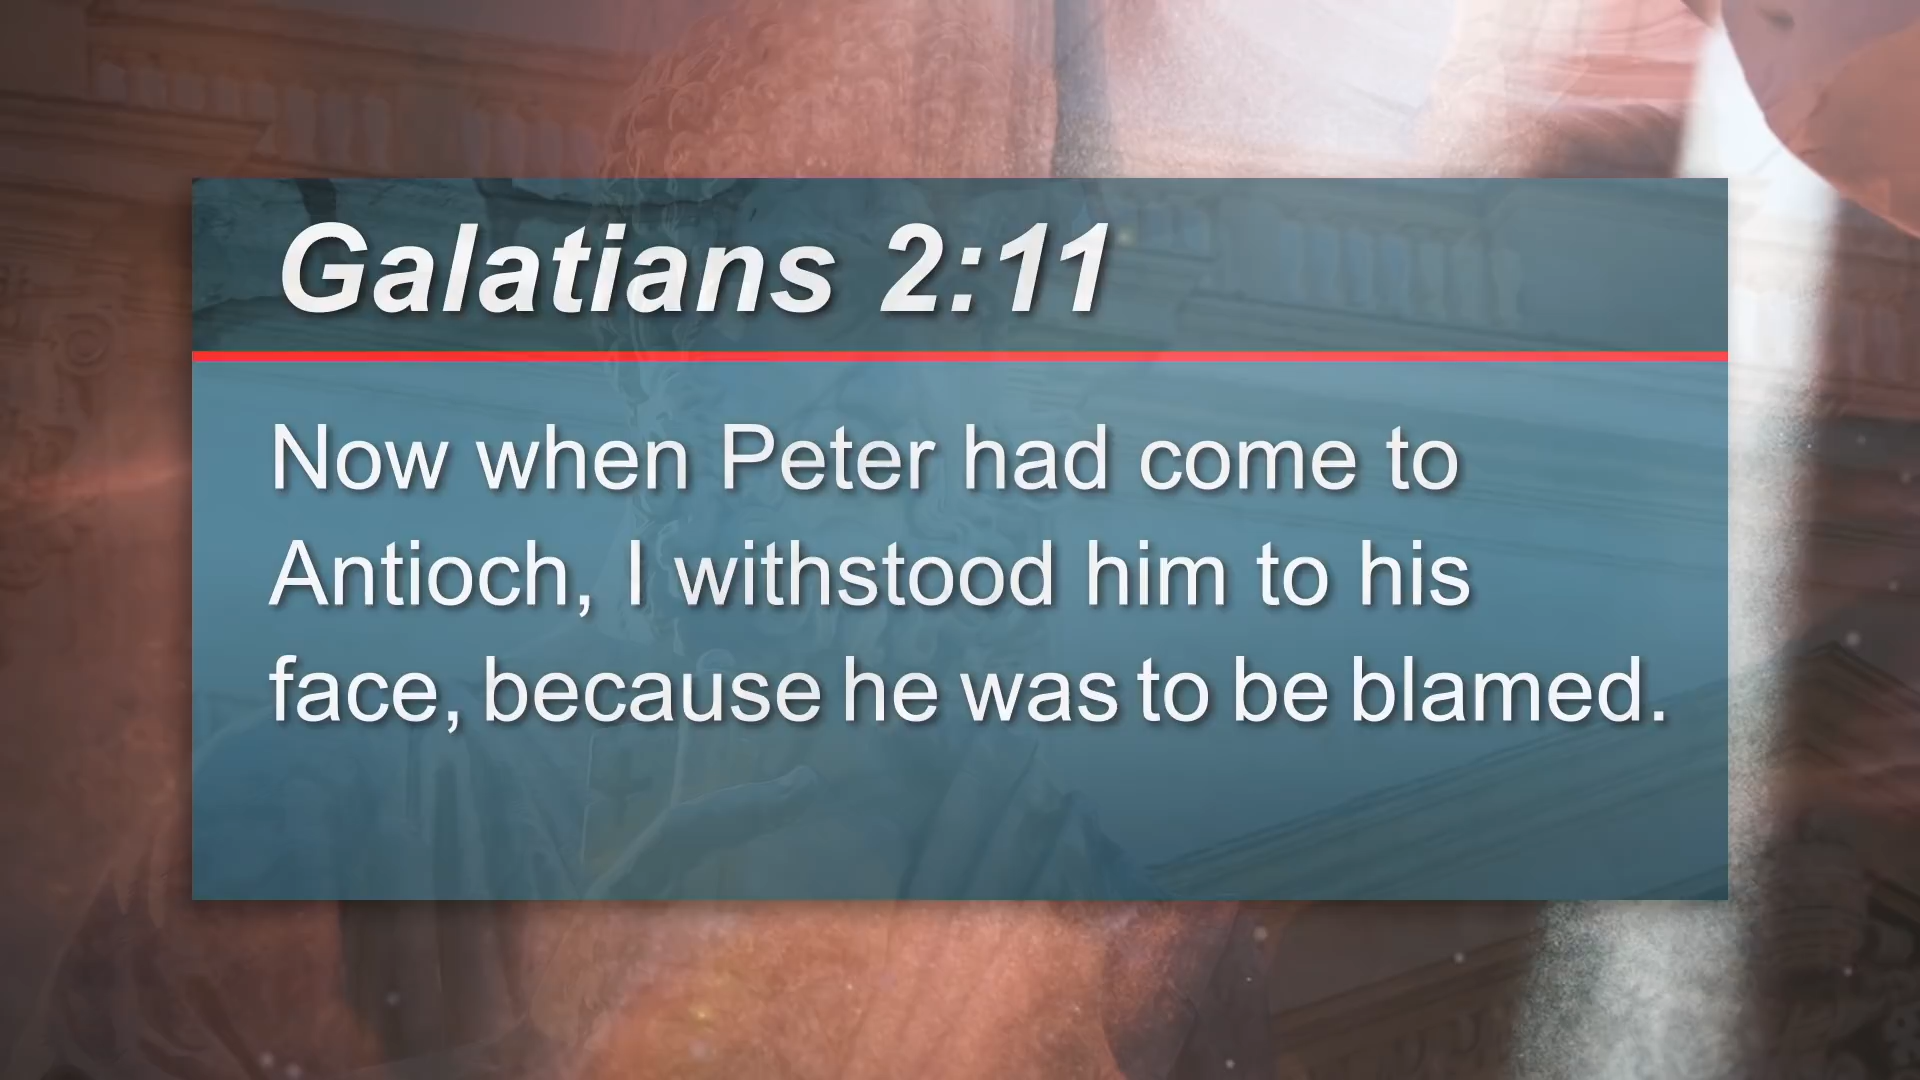 Galatians 2:11
Now when Peter had come to
Antioch, I withstood him to his
face, because he was to be blamed.